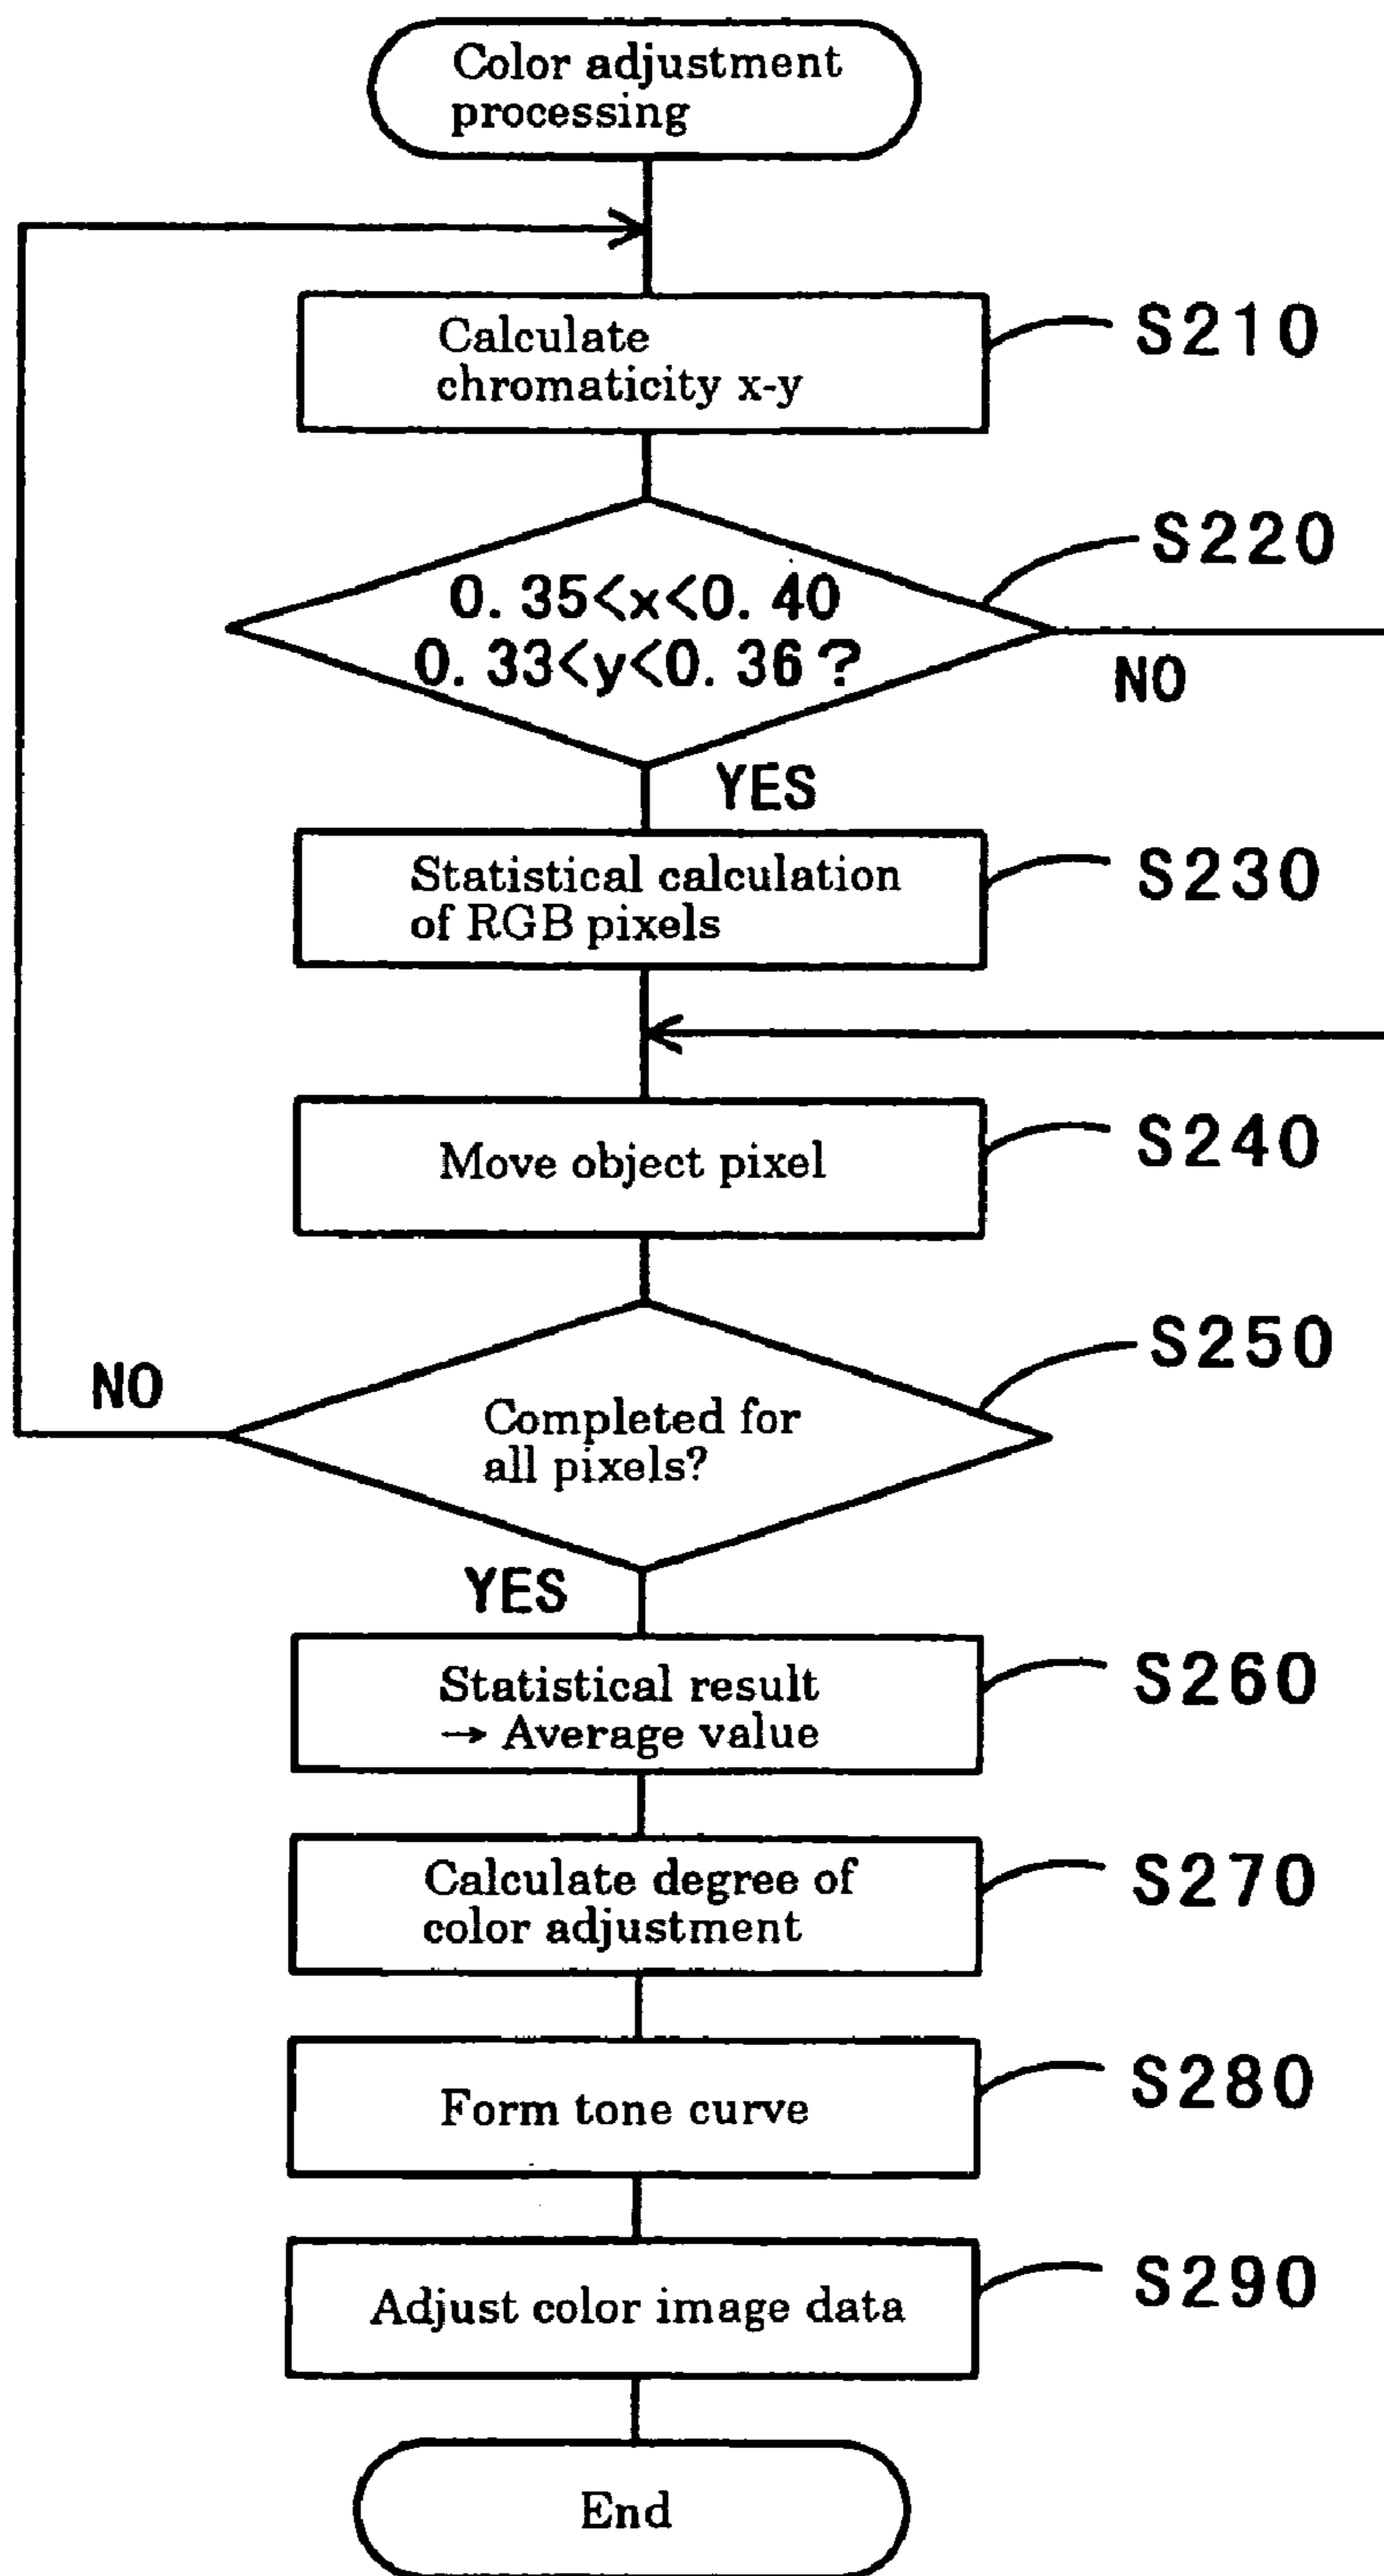 Color adjustment
processing
Calculate
chromaticity x-y
S210
0.35<x<0.40
0.33<y<0.36?
S220
NO
YES
Statistical calculation
of RGB pixels
S230
Move object pixel
S240
Completed for
all pixels?
S250
NO
YES
Statistical result
→ Average value
S260
Calculate degree of
color adjustment
S270
Form tone curve
S280
Adjust color image data
S290
End